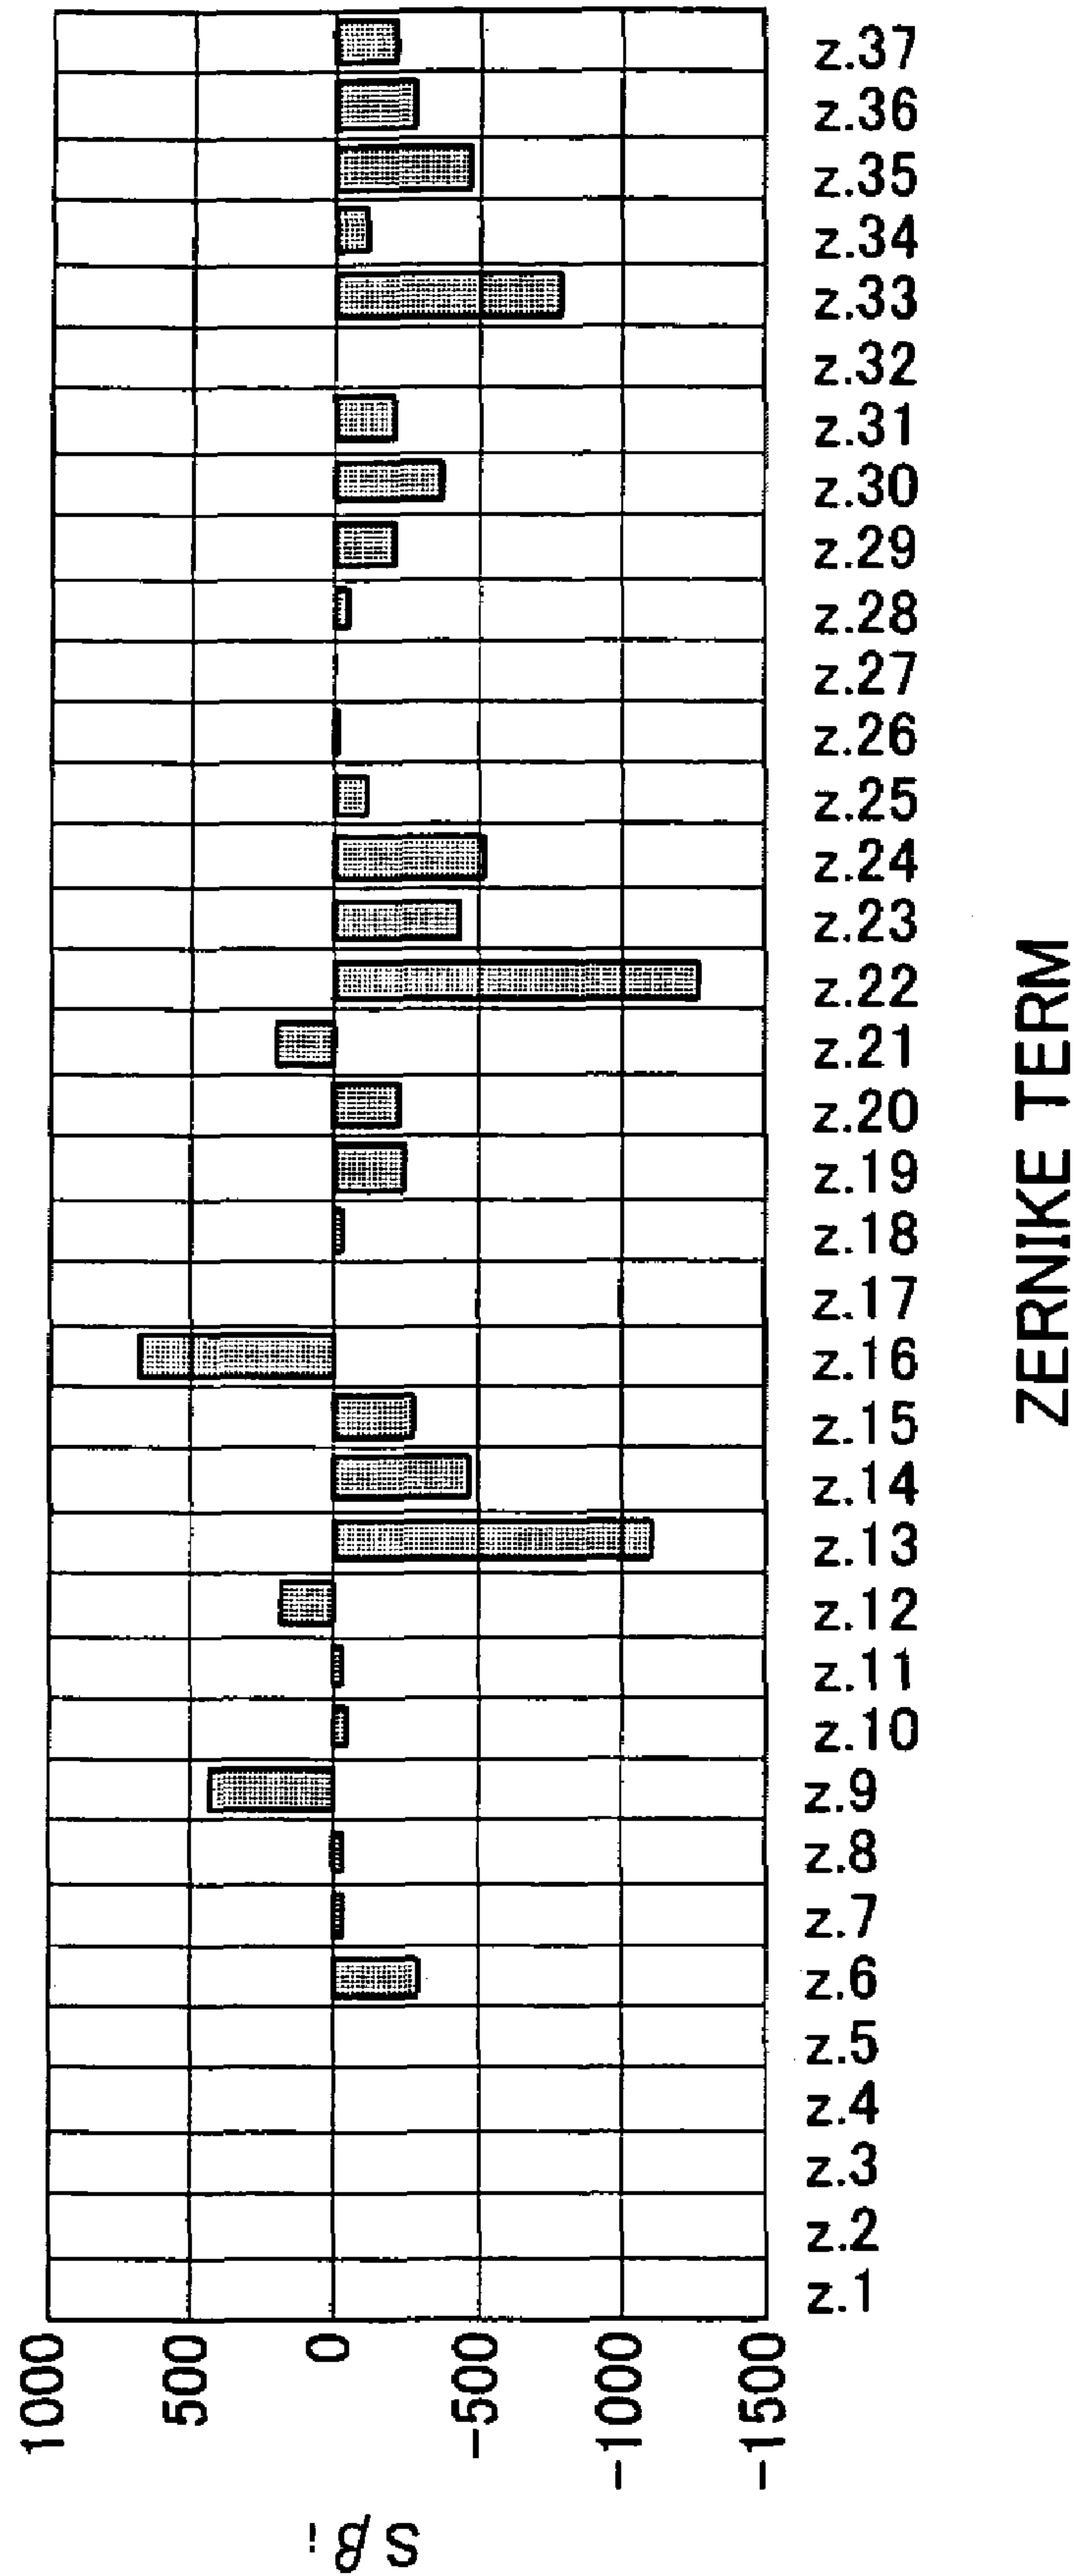 Sβi
1000
500
0
-500
-1000
-1500
z.1
z.2
z.3
z.4
z.5
z.6
z.7
z.8
z.9
z.10
z.11
z.12
z.13
z.14
z.15
z.16
z.17
z.18
z.19
z.20
z.21
z.22
z.23
z.24
z.25
z.26
z.27
z.28
z.29
z.30
z.31
z.32
z.33
z.34
z.35
z.36
z.37
ZERNIKE TERM